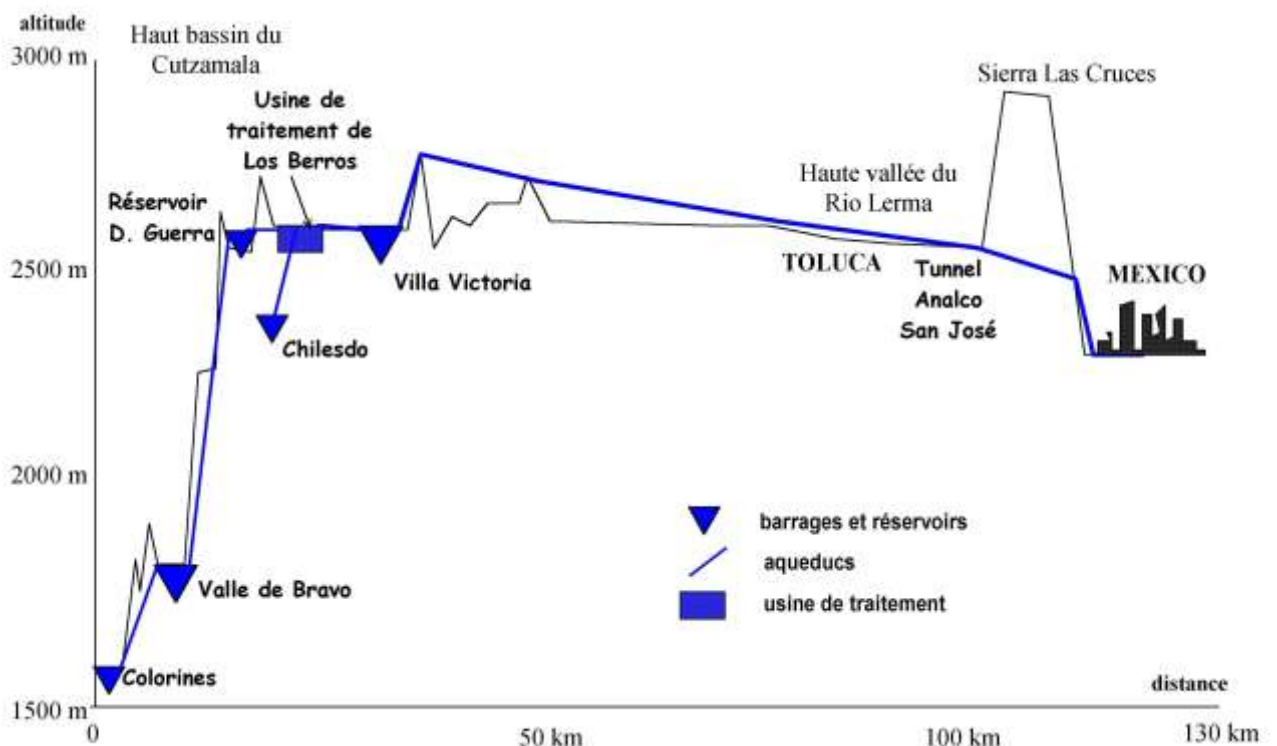 altitude
3000 m
Haut bassin du
Cutzamala
Sierra Las Cruces
Usine de
traitement de
Los Berros
Haute vallée du
Rio Lerma
Réservoir
D. Guerra
2500 m
Villa Victoria
TOLUCA
Tunnel
Analco
San José
MEXICO
Chilesdo
2000 m
barrages et réservoirs
aqueducs
usine de traitement
Valle de Bravo
Colorines
distance
1500 m
0
50 km
100 km
130 km